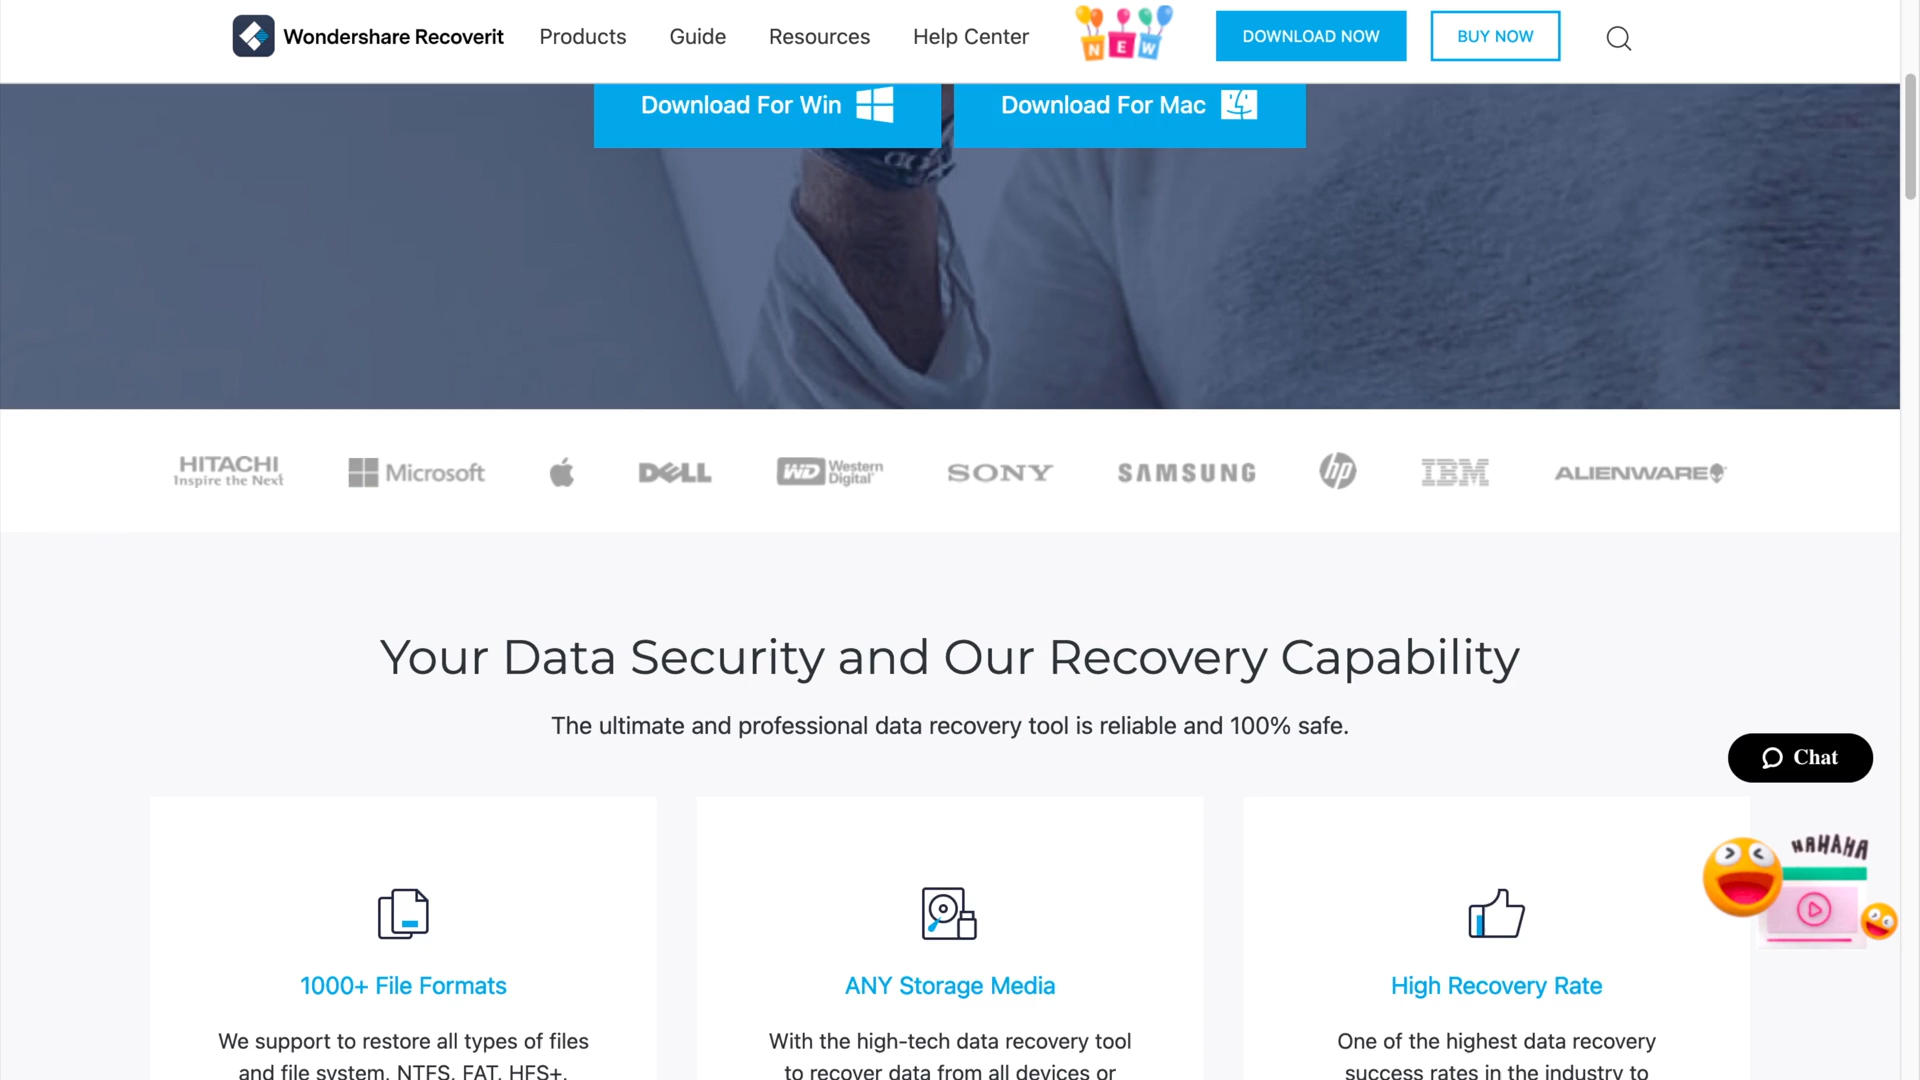 Wondershare Recoverit Products Guide Resources Help Center NEW DOWNLOAD NOW BUY NOW
Download For Win Download For Mac
HITACHI Inspire the Next Microsoft DELL WD Western Digital SONY SAMSUNG hp IBM ALIENWARE
Your Data Security and Our Recovery Capability
The ultimate and professional data recovery tool is reliable and 100% safe.
Chat
HAHAHA
1000+ File Formats
We support to restore all types of files
and file system, NTFS, FAT, HFS+,
ANY Storage Media
With the high-tech data recovery tool
to recover data from all devices or
High Recovery Rate
One of the highest data recovery
success rates in the industry to